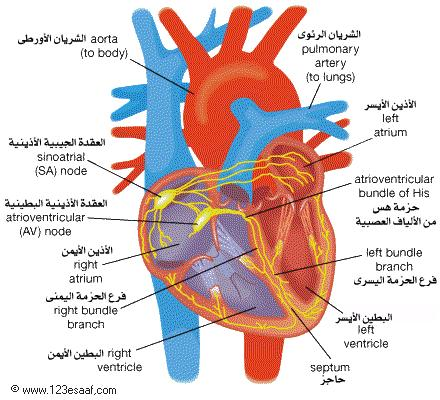 الشريان الأورطى aorta
(to body)
الشريان الرئوى
pulmonary
artery
(to lungs)
الأذين الأيسر
left
atrium
العقدة الجيبية الأذينية
sinoatrial
(SA) node
atrioventricular
bundle of His
حزمة هس
من الألياف العصبية
العقدة الأذينية البطينية
atrioventricular
(AV) node
الأذين الأيمن
right
atrium
left bundle
branch
فرع الحزمة اليسرى
فرع الحزمة اليمنى
right bundle
branch
البطين الأيسر
left
ventricle
البطين الأيمن right
ventricle
septum
حاجز
© www.123esaaf.com